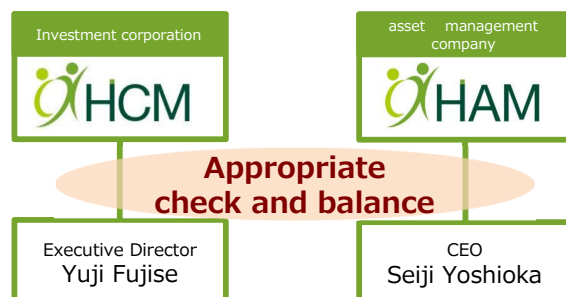 Investment corporation
HCM
asset management
company
HAM
Appropriate
check and balance
Executive Director
Yuji Fujise
CEO
Seiji Yoshioka